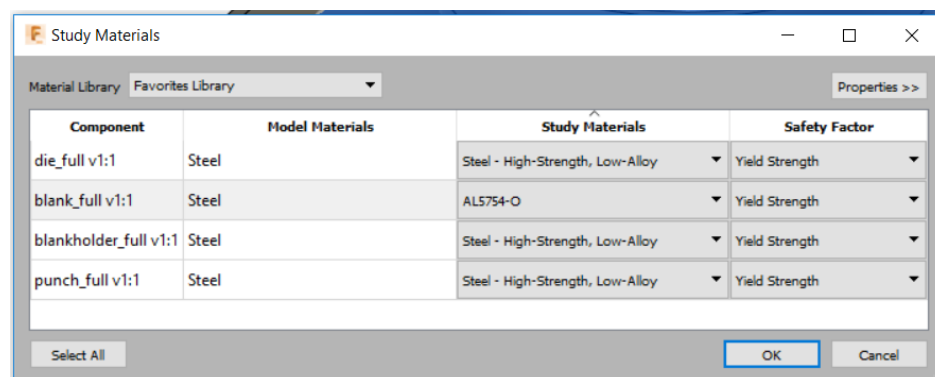 Study Materials
Material Library Favorites Library Properties >>
Component Model Materials Study Materials Safety Factor
die_full v1:1 Steel Steel - High-Strength, Low-Alloy Yield Strength
blank_full v1:1 Steel AL5754-O Yield Strength
blankholder_full v1:1 Steel Steel - High-Strength, Low-Alloy Yield Strength
punch_full v1:1 Steel Steel - High-Strength, Low-Alloy Yield Strength
Select All OK Cancel